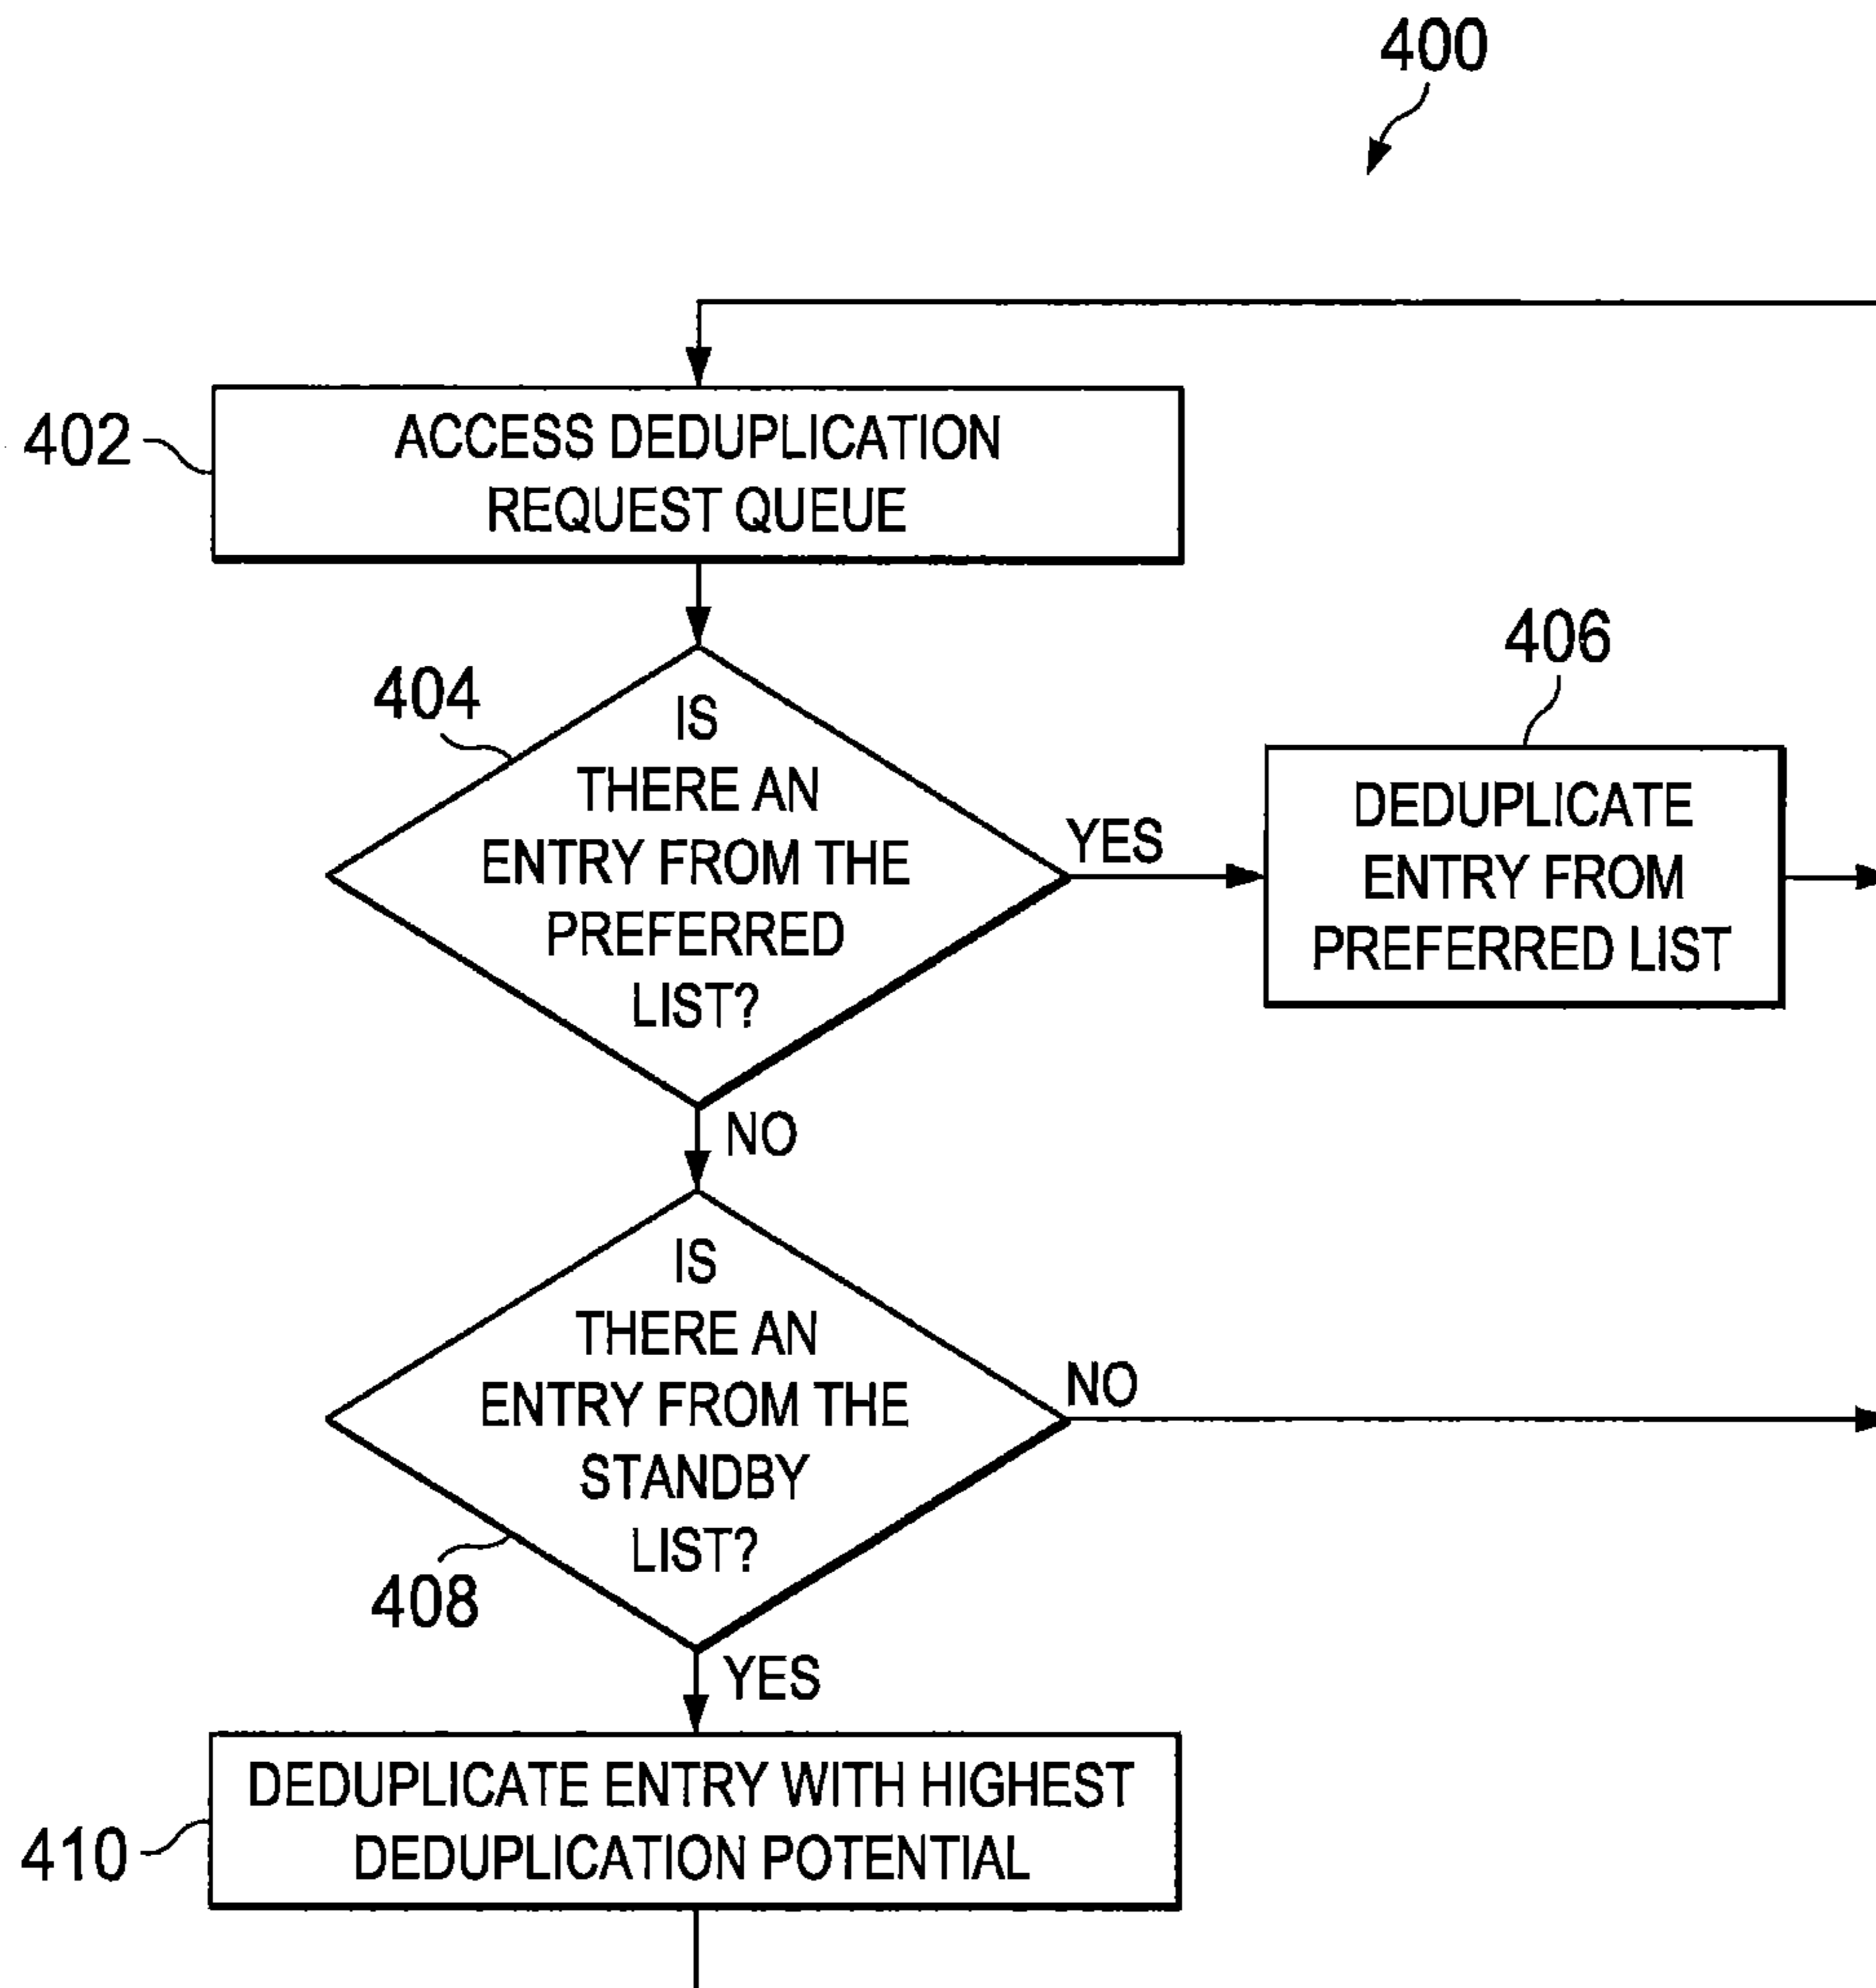 400
402
ACCESS DEDUPLICATION
REQUEST QUEUE
404
IS
THERE AN
ENTRY FROM THE
PREFERRED
LIST?
YES
406
DEDUPLICATE
ENTRY FROM
PREFERRED LIST
NO
IS
THERE AN
ENTRY FROM THE
STANDBY
LIST?
NO
408
YES
410
DEDUPLICATE ENTRY WITH HIGHEST
DEDUPLICATION POTENTIAL